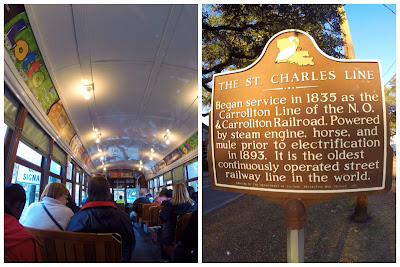 SIGNA
THE ST. CHARLES LINE
Began service in 1835 as the
Carrollton Line of the N. O.
& Carrollton Railroad. Powered
by steam engine, horse, and
mule prior to electrification
in 1893. It is the oldest
continuously operated street
railway line in the world.